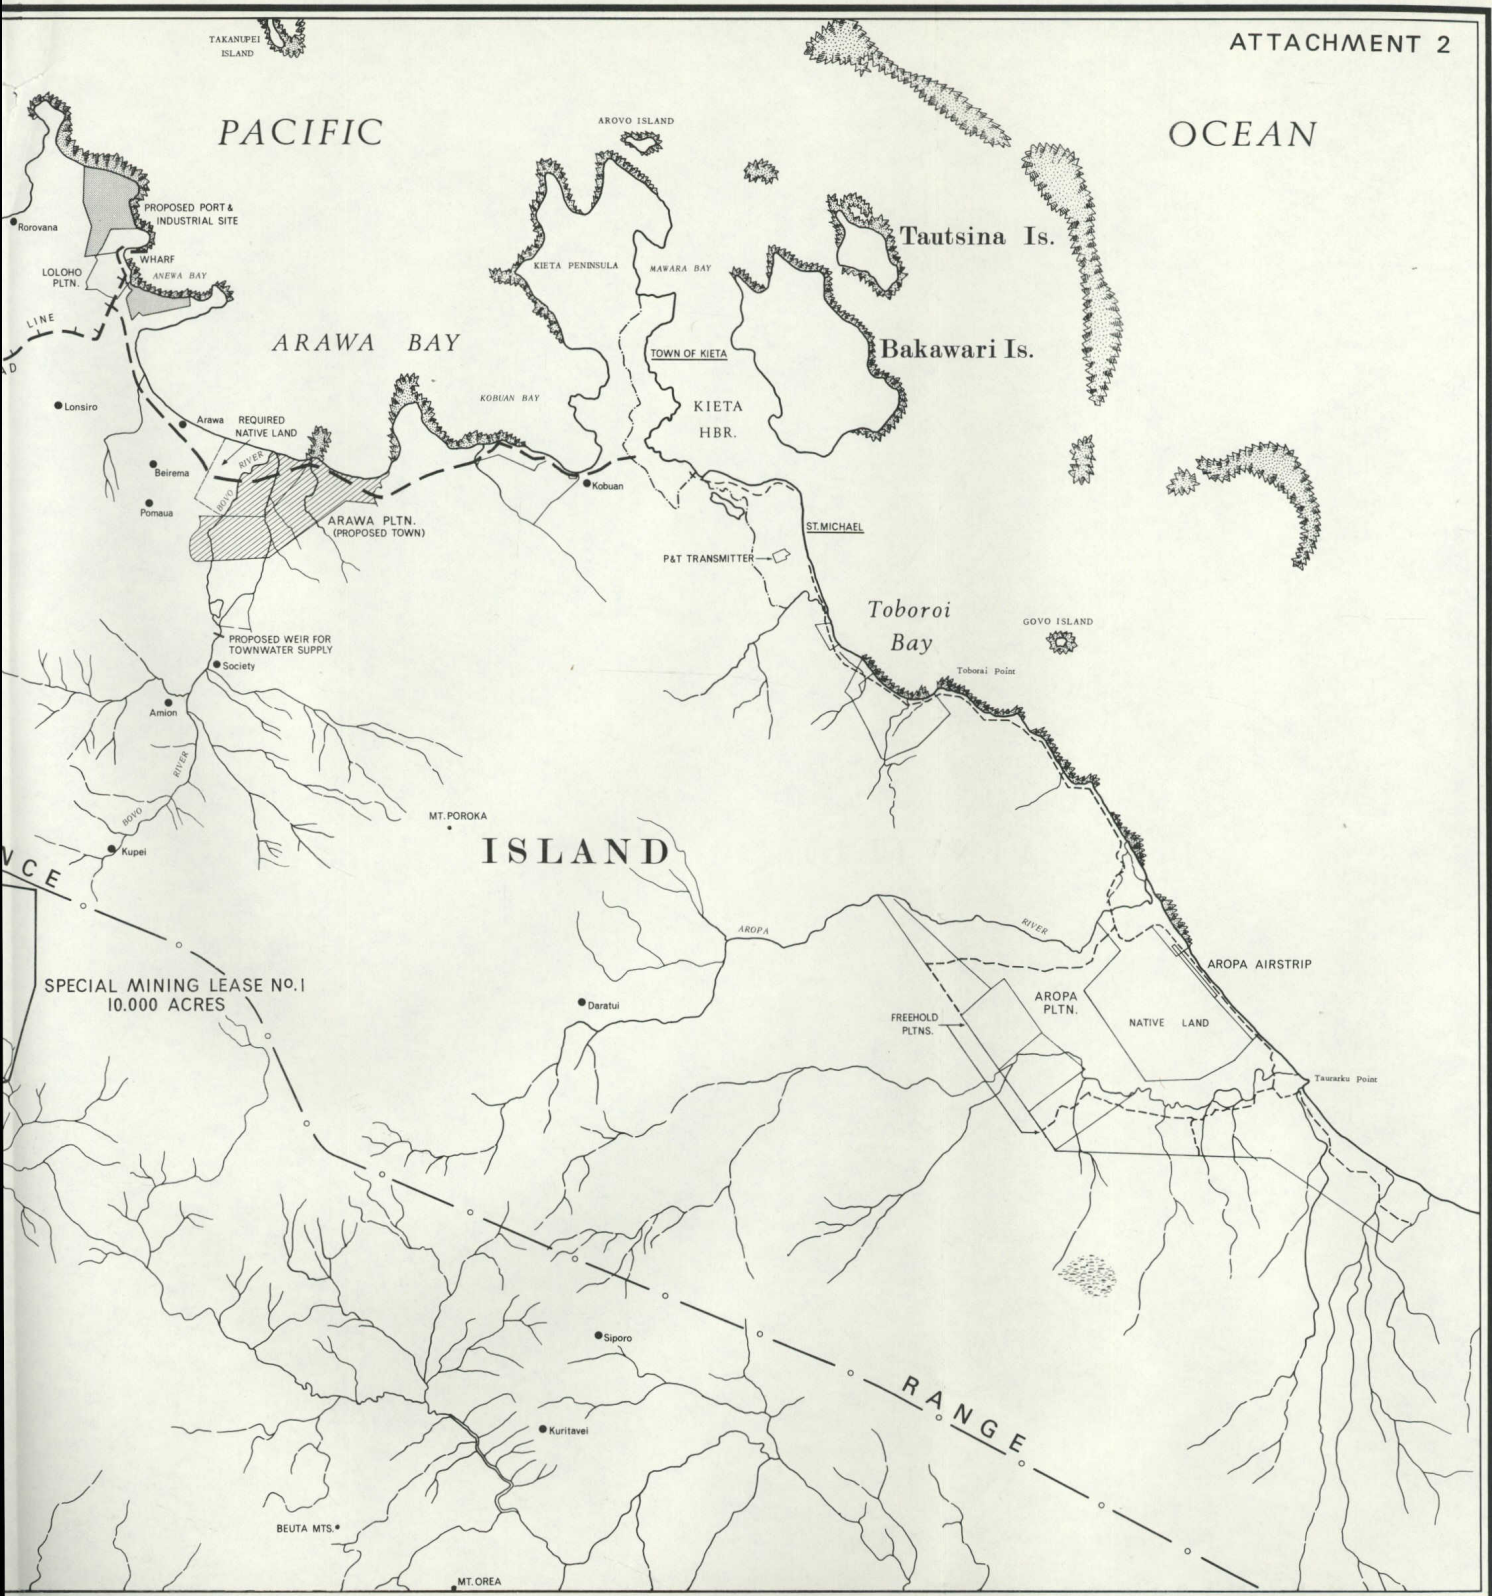 TAKANUPEI
ISLAND
ATTACHMENT 2
PACIFIC
OCEAN
AROVO ISLAND
PROPOSED PORT &
INDUSTRIAL SITE
Rorovana
WHARF
ANEWA BAY
LOLOHO
PLTN.
KIETA PENINSULA
MAWARA BAY
Tautsina Is.
LINE
ARAWA BAY
TOWN OF KIETA
Bakawari Is.
KOBUAN BAY
KIETA
HBR.
Lonsiro
Arawa
REQUIRED
NATIVE LAND
RIVER
BOVO
Beirema
Pomaua
Kobuan
ARAWA PLTN.
(PROPOSED TOWN)
ST. MICHAEL
P&T TRANSMITTER
Toboroi
Bay
GOVO ISLAND
PROPOSED WEIR FOR
TOWNWATER SUPPLY
Society
Toborai Point
Amion
RIVER
BOVO
MT. POROKA
ISLAND
Kupei
NCE
AROPA
RIVER
AROPA AIRSTRIP
SPECIAL MINING LEASE NO. 1
10.000 ACRES
Daratui
AROPA
PLTN.
FREEHOLD
PLTNS.
NATIVE LAND
Taurarku Point
Siporo
RANGE
Kuritavei
BEUTA MTS.
MT. OREA